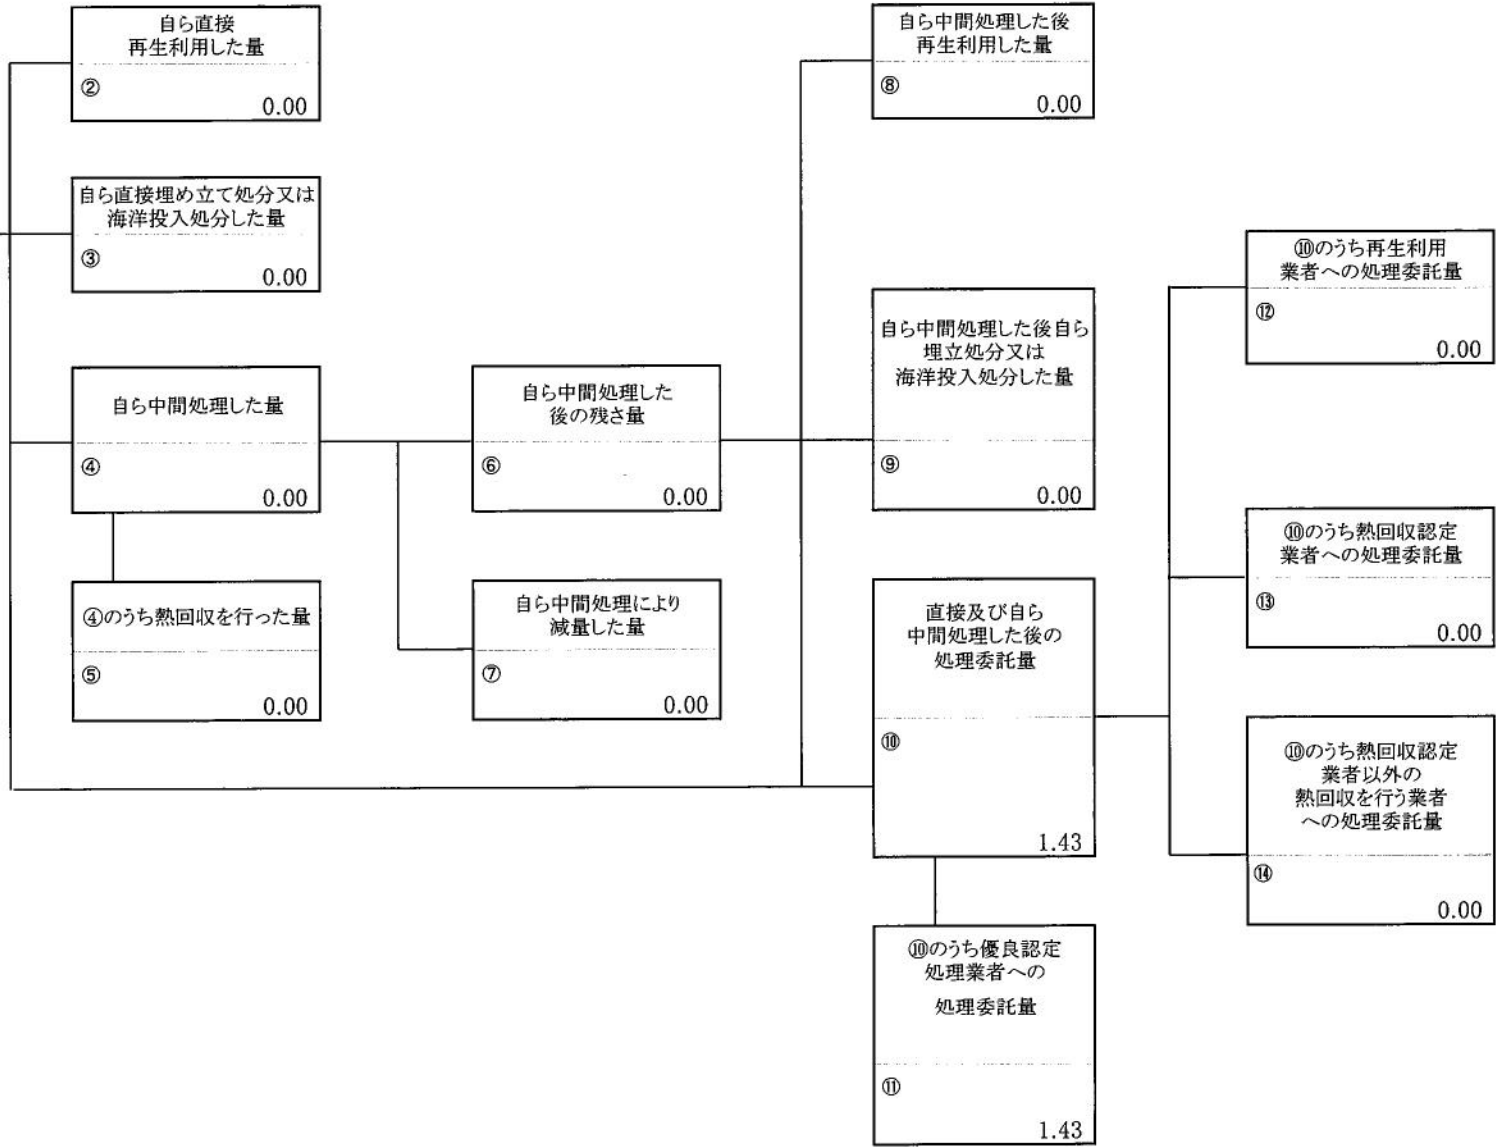 自ら直接
再生利用した量
②
0.00
自ら直接埋め立て処分又は
海洋投入処分した量
③
0.00
自ら中間処理した量
④
0.00
④のうち熱回収を行った量
⑤
0.00
自ら中間処理した
後の残さ量
⑥
0.00
自ら中間処理により
減量した量
⑦
0.00
自ら中間処理した後
再生利用した量
⑧
0.00
自ら中間処理した後自ら
埋立処分又は
海洋投入処分した量
⑨
0.00
直接及び自ら
中間処理した後の
処理委託量
⑩
1.43
⑩のうち優良認定
処理業者への
処理委託量
⑪
1.43
⑩のうち再生利用
業者への処理委託量
⑫
0.00
⑩のうち熱回収認定
業者への処理委託量
⑬
0.00
⑩のうち熱回収認定
業者以外の
熱回収を行う業者
への処理委託量
⑭
0.00